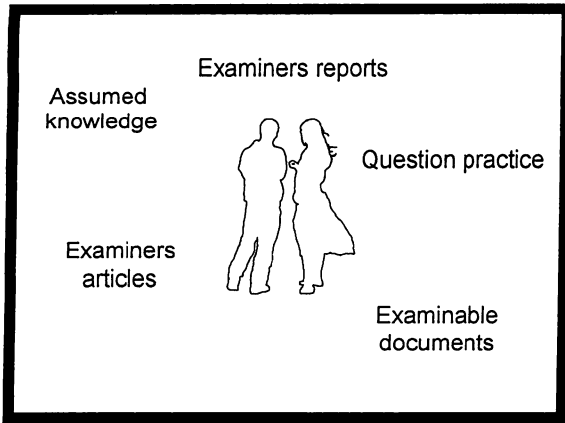 Examiners reports
Assumed
knowledge
Question practice
Examiners
articles
Examinable
documents